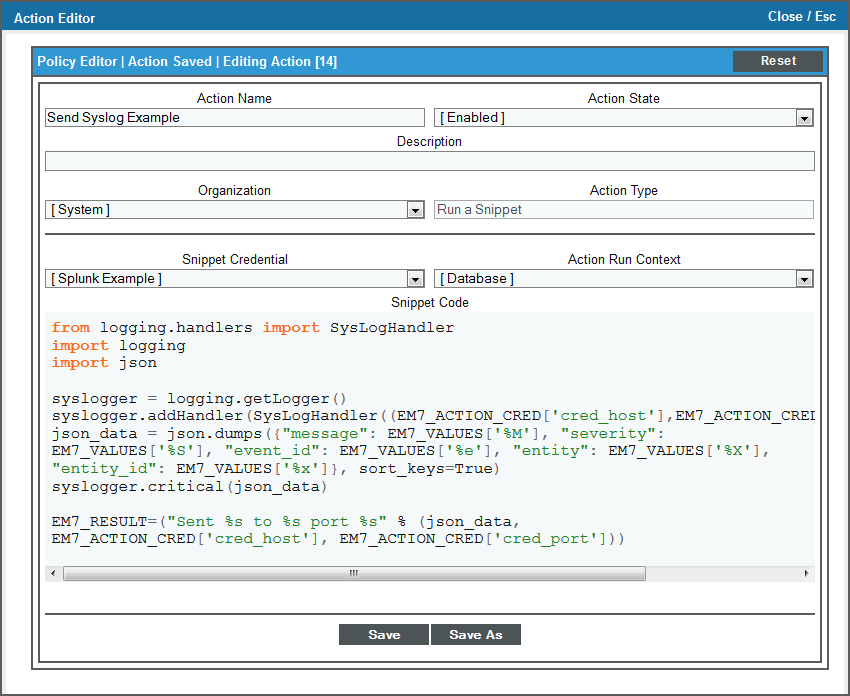 Action Editor
Close / Esc
Policy Editor | Action Saved | Editing Action [14]
Reset
Action Name
Action State
Send Syslog Example
[ Enabled ]
Description
Organization
Action Type
[ System ]
Run a Snippet
Snippet Credential
Action Run Context
[ Splunk Example ]
[ Database ]
Snippet Code
from logging.handlers import SysLogHandler
import logging
import json
syslogger = logging.getLogger()
syslogger.addHandler(SysLogHandler((EM7_ACTION_CRED['cred_host'],EM7_ACTION_CRED
json_data = json.dumps({"message": EM7_VALUES['%M'], "severity":
EM7_VALUES['%S'], "event_id": EM7_VALUES['%e'], "entity": EM7_VALUES['%X'],
"entity_id": EM7_VALUES['%x']}, sort_keys=True)
syslogger.critical(json_data)
EM7_RESULT=("Sent %s to %s port %s" % (json_data,
EM7_ACTION_CRED['cred_host'], EM7_ACTION_CRED['cred_port']))
Save
Save As